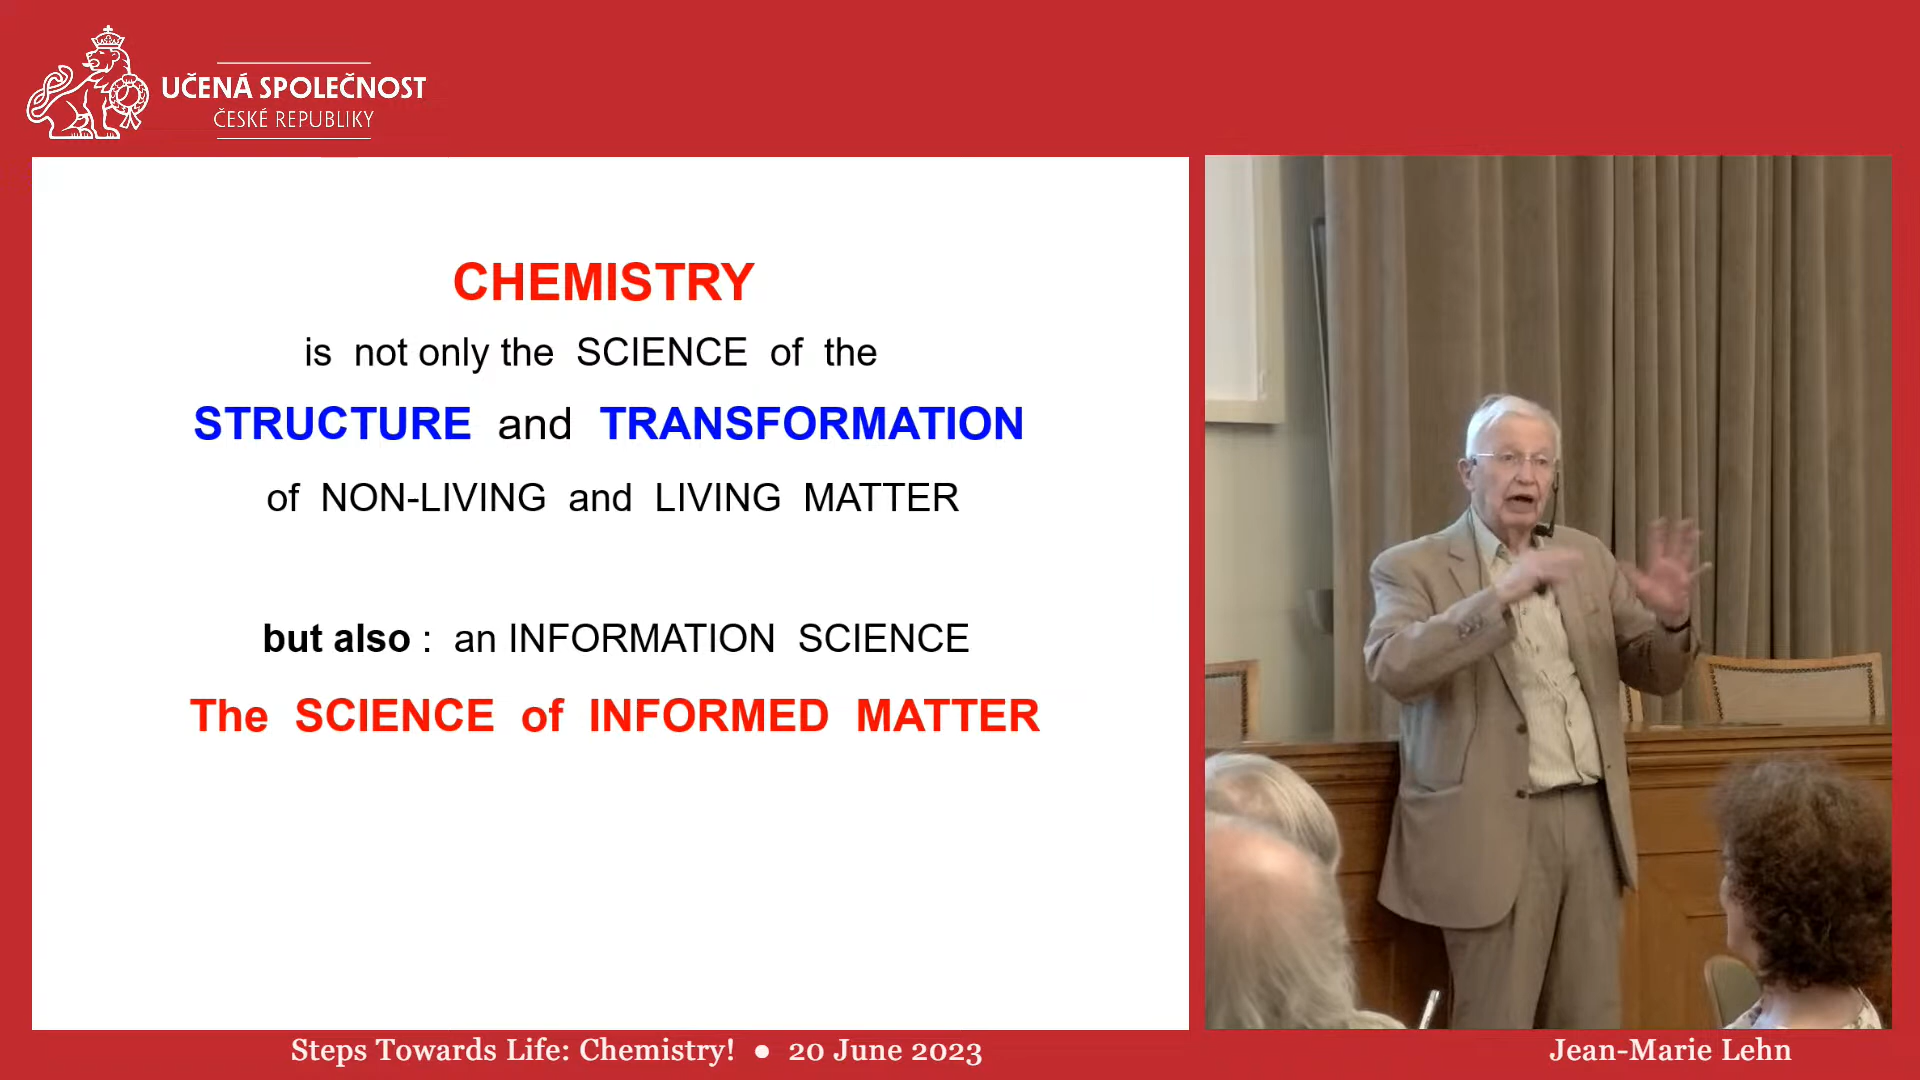 UČENÁ SPOLEČNOST
ČESKÉ REPUBLIKY
CHEMISTRY
is not only the SCIENCE of the
STRUCTURE and TRANSFORMATION
of NON-LIVING and LIVING MATTER
but also : an INFORMATION SCIENCE
The SCIENCE of INFORMED MATTER
Steps Towards Life: Chemistry! ● 20 June 2023
Jean-Marie Lehn